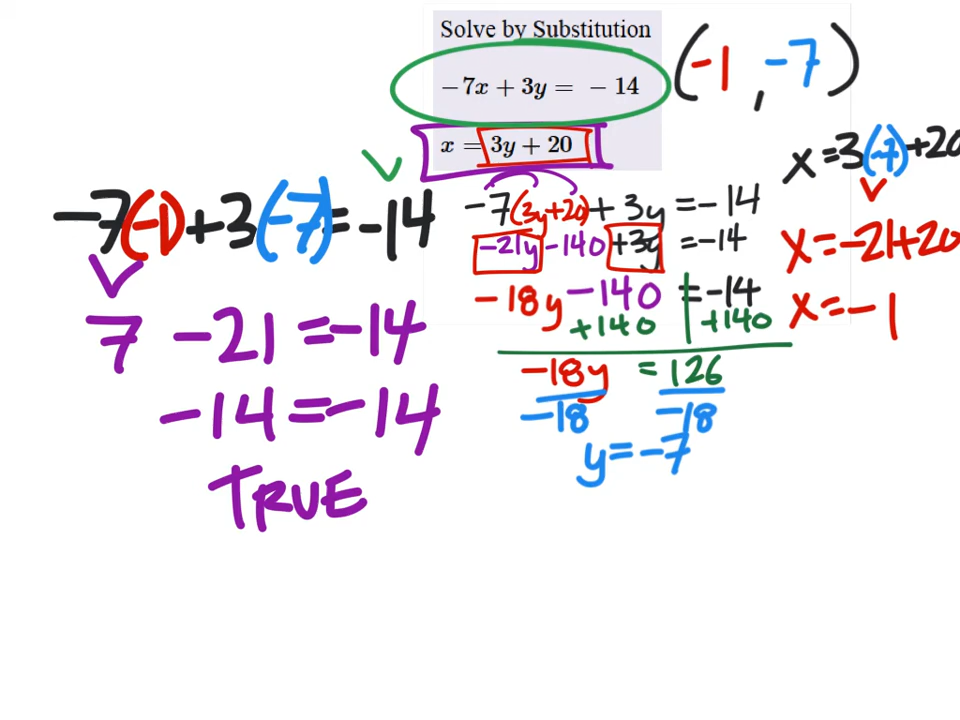 Solve by Substitution
-7x + 3y = -14
x = 3y + 20
(-1, -7)
-7(3y+20) + 3y = -14
-21y -140 +3y = -14
-18y -140 = -14
+140 +140
-18y = 126
-18 -18
y = -7
x = 3(-7) + 20
x = -21 + 20
x = -1
-7(-1) + 3(-7) = -14
7 -21 = -14
-14 = -14
TRUE